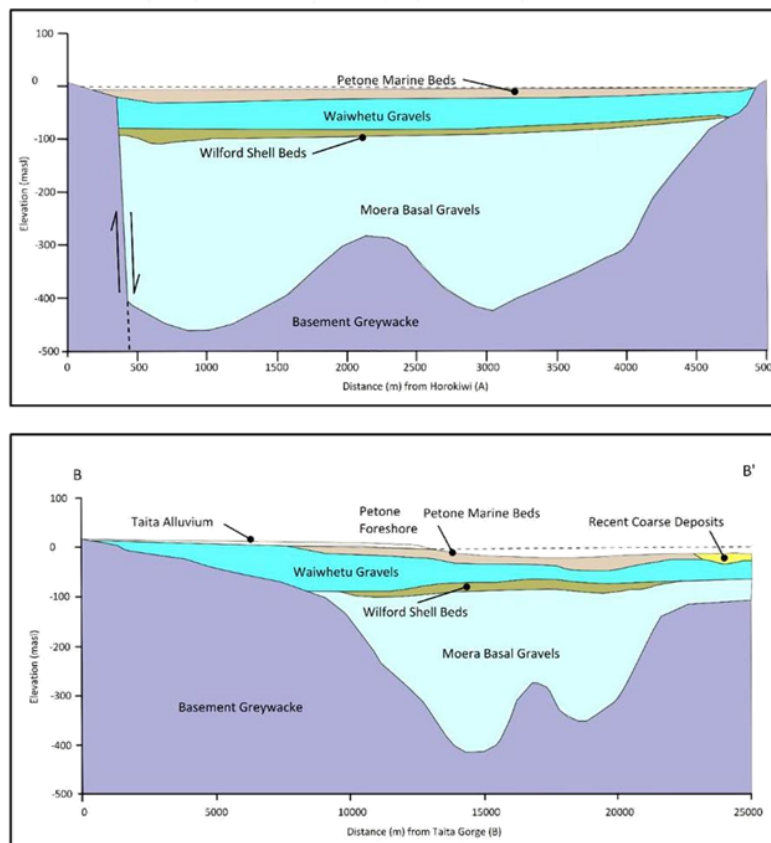 100
0
-100
-200
-300
-400
-500
Elevation (masl)
Petone Marine Beds
Waiwhetu Gravels
Wilford Shell Beds
Moera Basal Gravels
Basement Greywacke
0 500 1000 1500 2000 2500 3000 3500 4000 4500 500
Distance (m) from Horokiwi (A)
B B'
100
0
-100
-200
-300
-400
-500
Elevation (masl)
Taita Alluvium
Petone
Foreshore
Petone Marine Beds
Recent Coarse Deposits
Waiwhetu Gravels
Wilford Shell Beds
Moera Basal Gravels
Basement Greywacke
0 5000 10000 15000 20000 25000
Distance (m) from Taita Gorge (B)